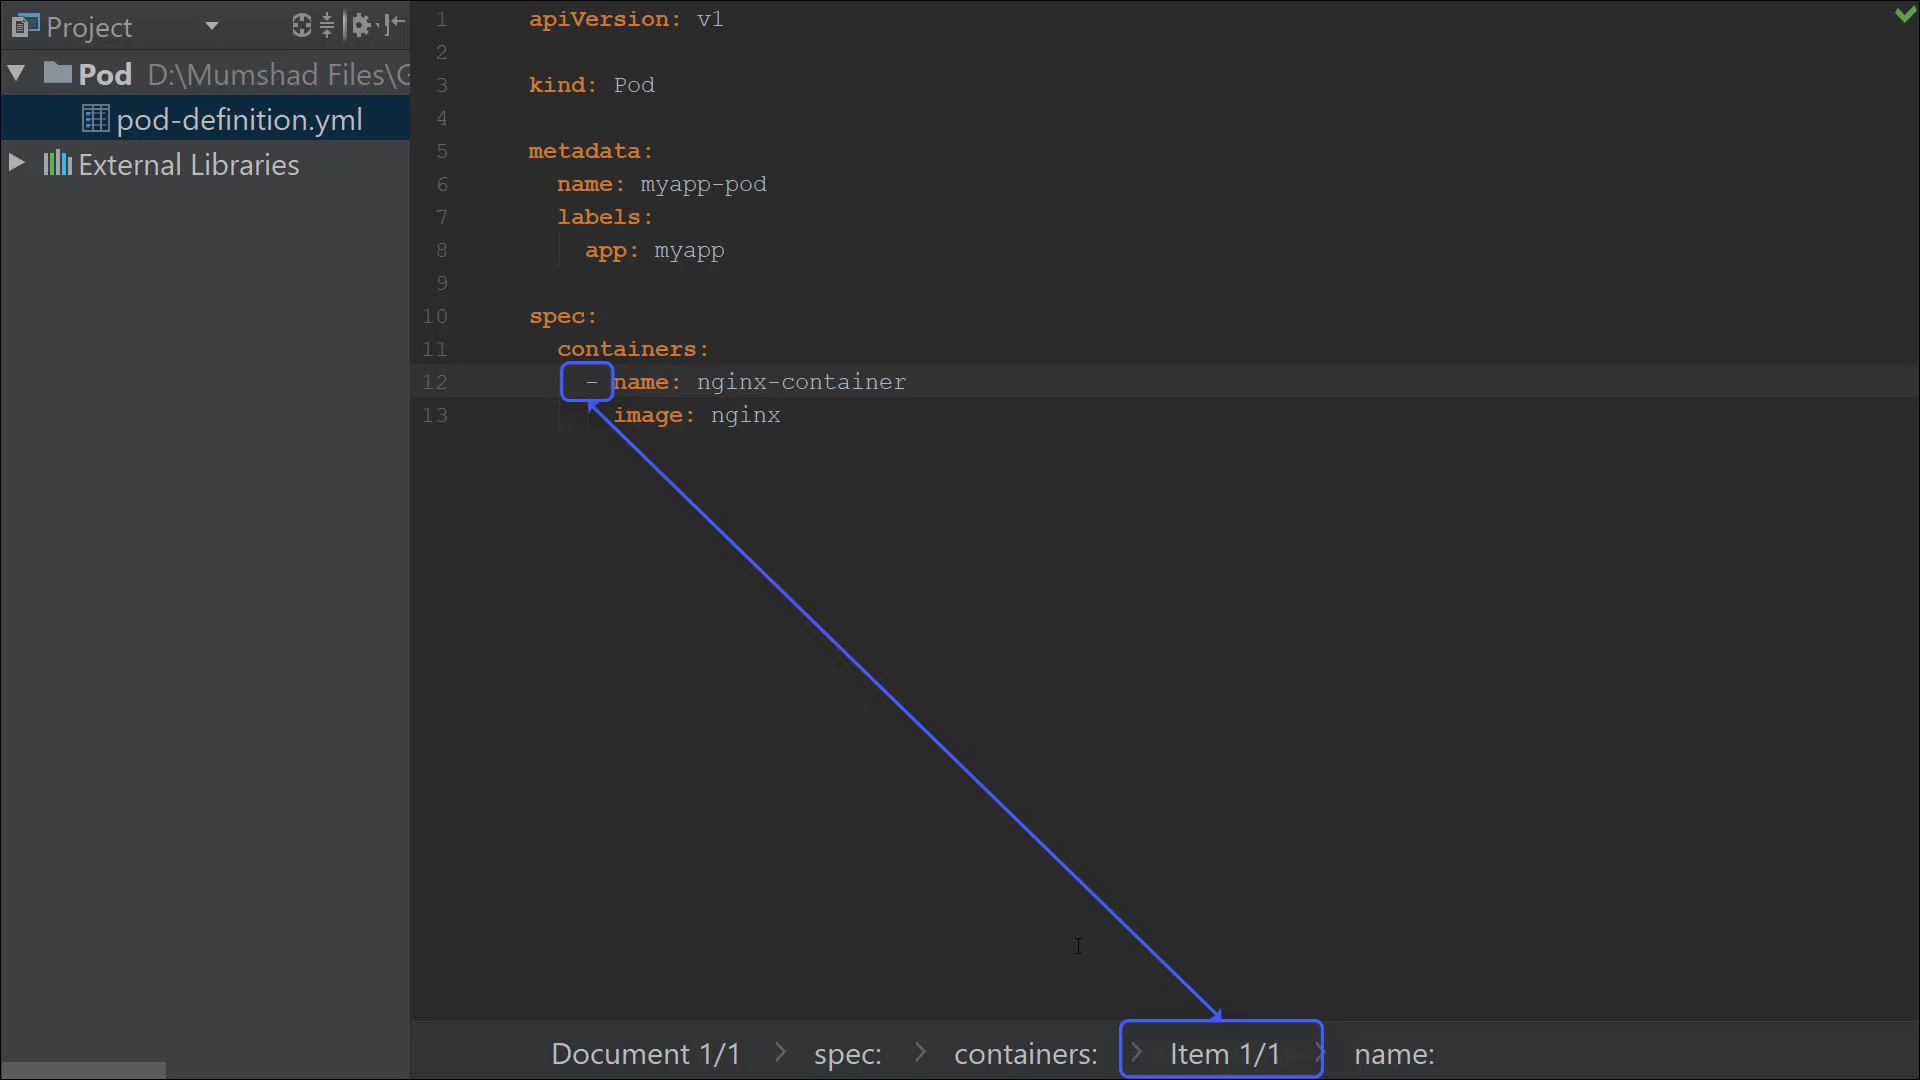 Project
Pod D:\Mumshad Files\
pod-definition.yml
External Libraries
1 apiVersion: v1
2
3 kind: Pod
4
5 metadata:
6 name: myapp-pod
7 labels:
8 app: myapp
9
10 spec:
11 containers:
12 - name: nginx-container
13 image: nginx
Document 1/1 > spec: > containers: > Item 1/1 > name: